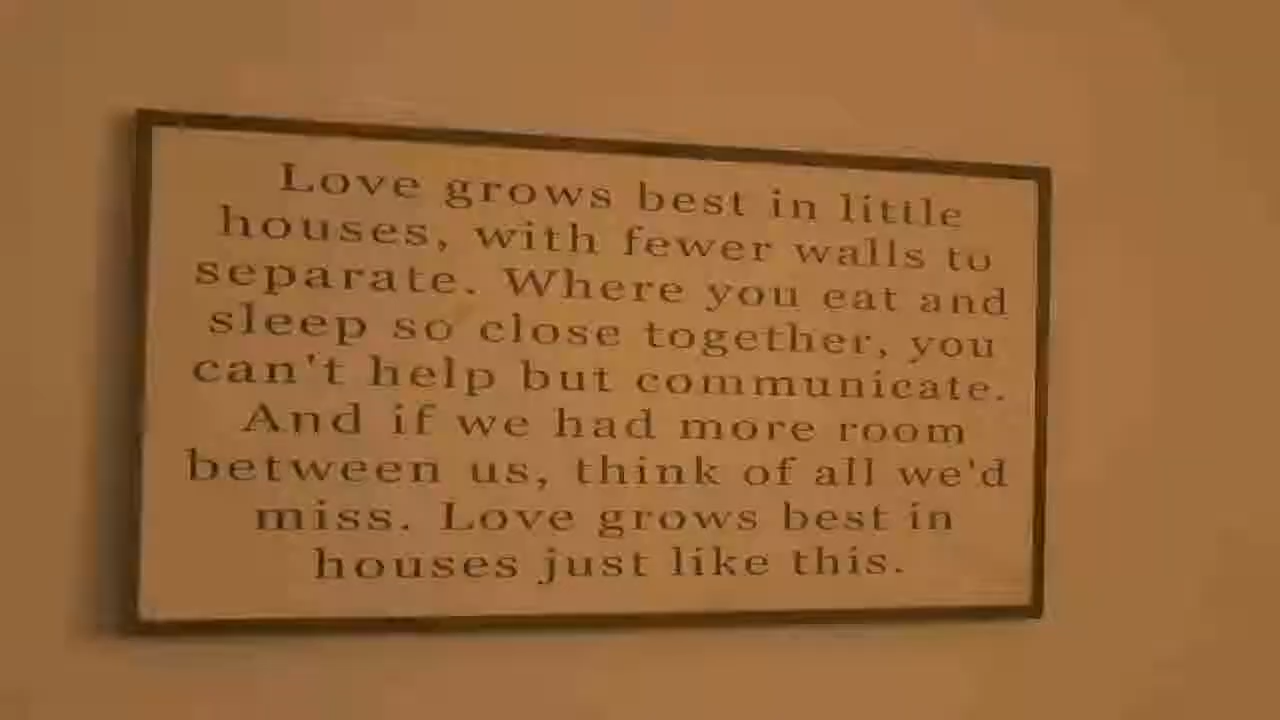 Love grows best in little
houses, with fewer walls to
separate. Where you eat and
sleep so close together, you
can't help but communicate.
And if we had more room
between us, think of all we'd
miss. Love grows best in
houses just like this.